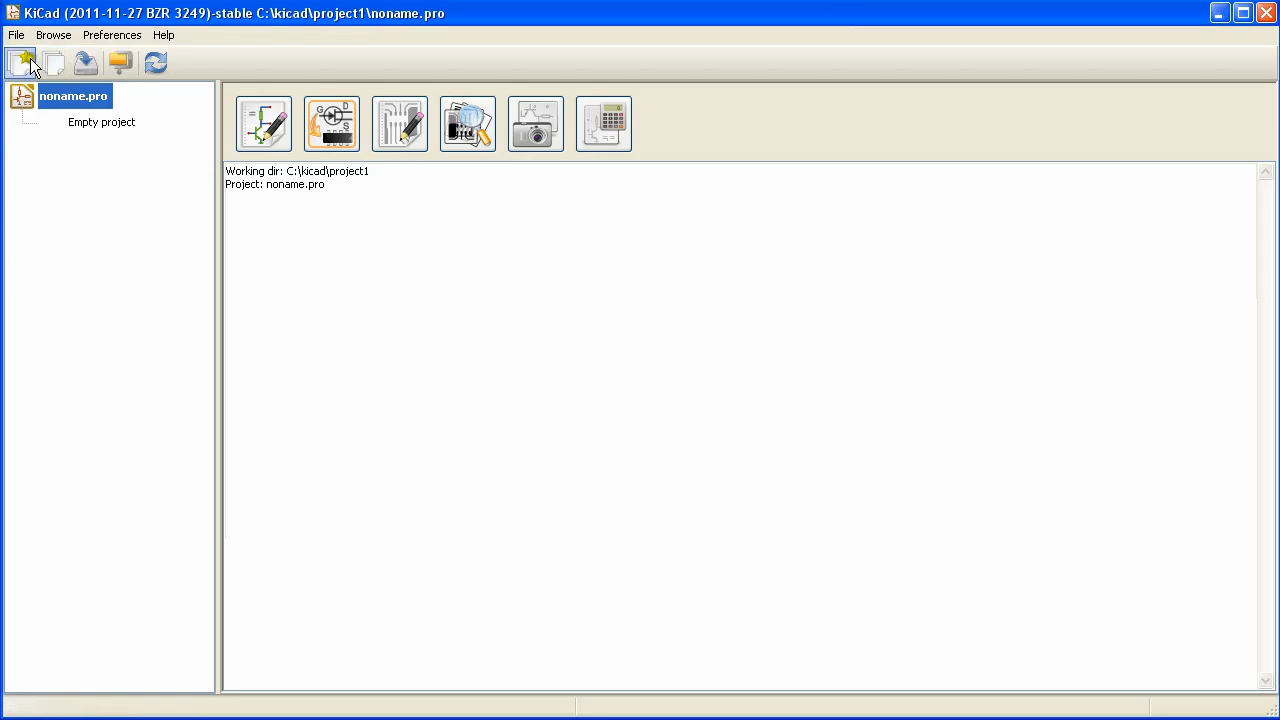 KiCad (2011-11-27 BZR 3249)-stable C:\kicad\project1\noname.pro
File Browse Preferences Help
noname.pro
Empty project
G D
S
Working dir: C:\kicad\project1
Project: noname.pro